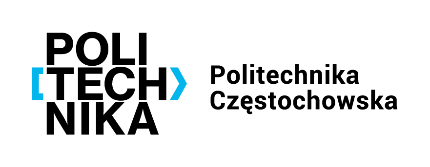 POLI
[TECH>
NIKA
Politechnika
Częstochowska